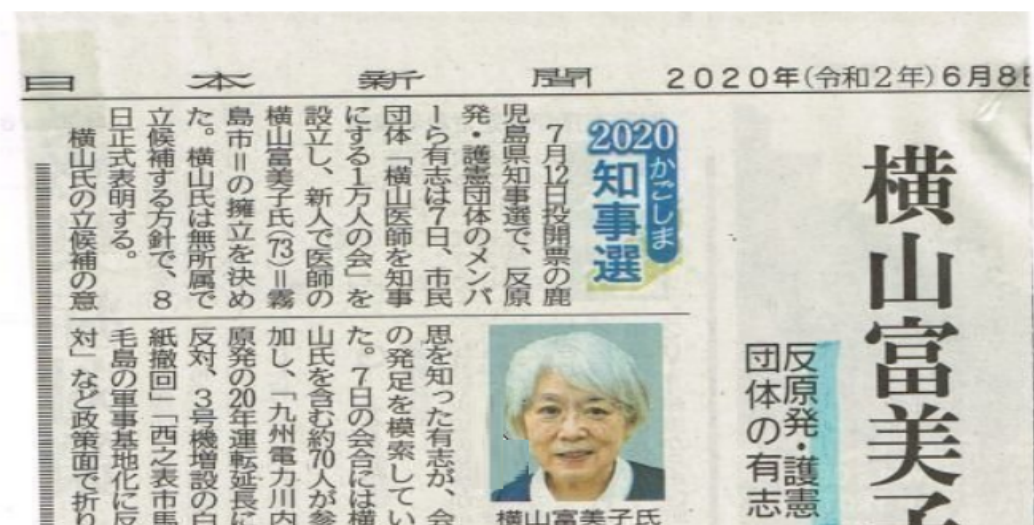 日本新聞 2020年(令和2年)6月8日
横山富美子
反原発・護憲
団体の有志
2020
かごしま
知事選
7月12日投開票の鹿
児島県知事選で、反原
発・護憲団体のメンバ
ーら有志は7日、市民
団体「横山医師を知事
にする1万人の会」を
設立し、新人で医師の
横山富美子氏(73)=霧
島市=の擁立を決め
た。横山氏は無所属で
立候補する方針で、8
日正式表明する。
横山氏の立候補の意
思を知った有志が、会
の発足を模索してい
た。7日の会合には横
山氏を含む約70人が参
加し、「九州電力川内
原発の20年運転延長に
反対、3号機増設の白
紙撤回」「西之表市馬
毛島の軍事基地化に反
対」など政策面で折り
横山富美子氏